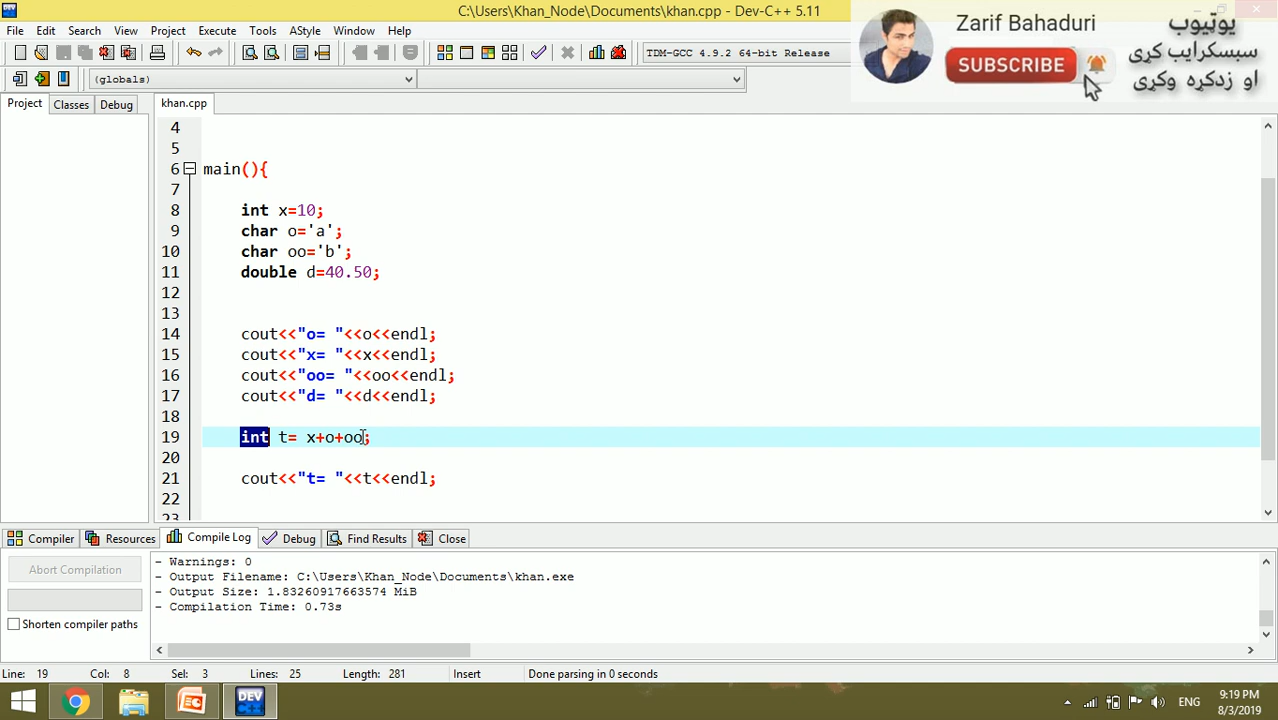 C:\Users\Khan_Node\Documents\khan.cpp - Dev-C++ 5.11
File Edit Search View Project Execute Tools AStyle Window Help
TDM-GCC 4.9.2 64-bit Release
(globals)
Zarif Bahaduri
SUBSCRIBE
یوټیوب
سبسکرایب کړی
او زدکړه وکړی
Project Classes Debug
khan.cpp
4
5
6 main(){
7
8 int x=10;
9 char o='a';
10 char oo='b';
11 double d=40.50;
12
13
14 cout<<"o= "<<o<<endl;
15 cout<<"x= "<<x<<endl;
16 cout<<"oo= "<<oo<<endl;
17 cout<<"d= "<<d<<endl;
18
19 int t= x+o+oo;
20
21 cout<<"t= "<<t<<endl;
22
23
Compiler Resources Compile Log Debug Find Results Close
Abort Compilation
Shorten compiler paths
- Warnings: 0
- Output Filename: C:\Users\Khan_Node\Documents\khan.exe
- Output Size: 1.83260917663574 MiB
- Compilation Time: 0.73s
Line: 19 Col: 8 Sel: 3 Lines: 25 Length: 281 Insert Done parsing in 0 seconds
DEV
ENG
9:19 PM
8/3/2019